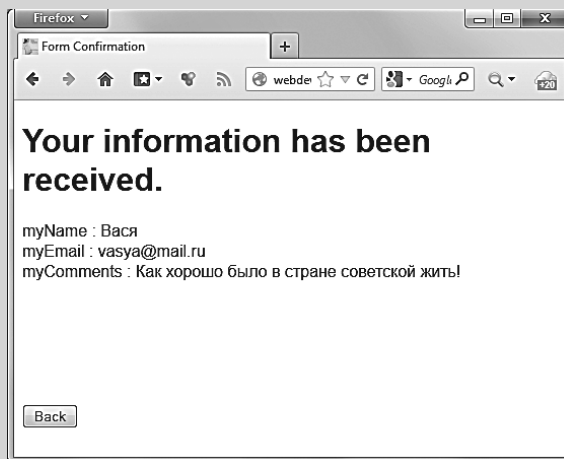 Firefox
Form Confirmation
webde
Googl
+20
Your information has been
received.
myName : Вася
myEmail : vasya@mail.ru
myComments : Как хорошо было в стране советской жить!
Back